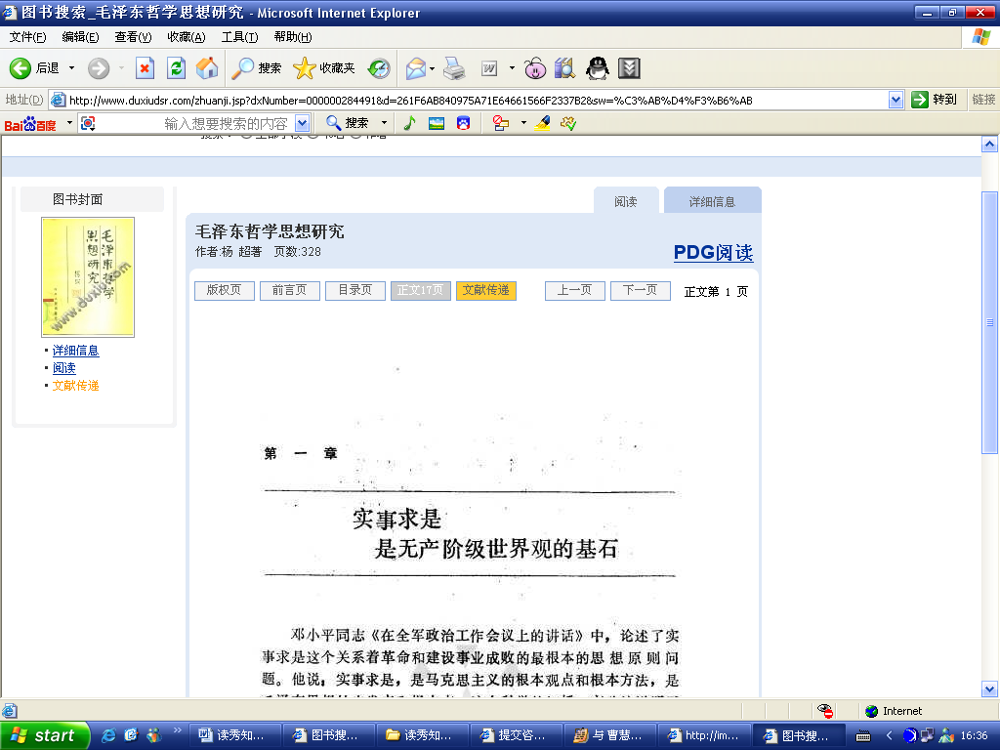 图书搜索_毛泽东哲学思想研究 - Microsoft Internet Explorer
文件(F) 编辑(E) 查看(V) 收藏(A) 工具(T) 帮助(H)
后退 搜索 收藏夹
地址(D) http://www.duxiudsr.com/zhuanji.jsp?dxNumber=000000284491&d=261F6AB840975A71E64661566F2337B2&sw=%C3%AB%D4%F3%B6%AB 转到 链接
Bai百度 输入想要搜索的内容 搜索
图书封面
毛泽东哲学
思想研究
www.duxiu.com
详细信息
阅读
文献传递
阅读 详细信息
毛泽东哲学思想研究
作者:杨 超著 页数:328
PDG阅读
版权页 前言页 目录页 正文17页 文献传递 上一页 下一页 正文第 1 页
第 一 章
实事求是
是无产阶级世界观的基石
邓小平同志《在全军政治工作会议上的讲话》中，论述了实
事求是这个关系着革命和建设事业成败的最根本的思想原则问
题。他说：实事求是，是马克思主义的根本观点和根本方法，是
Internet
start 读秀知... 图书搜... 读秀知... 提交咨... 与 曹慧... http://im... 图书搜... 16:36